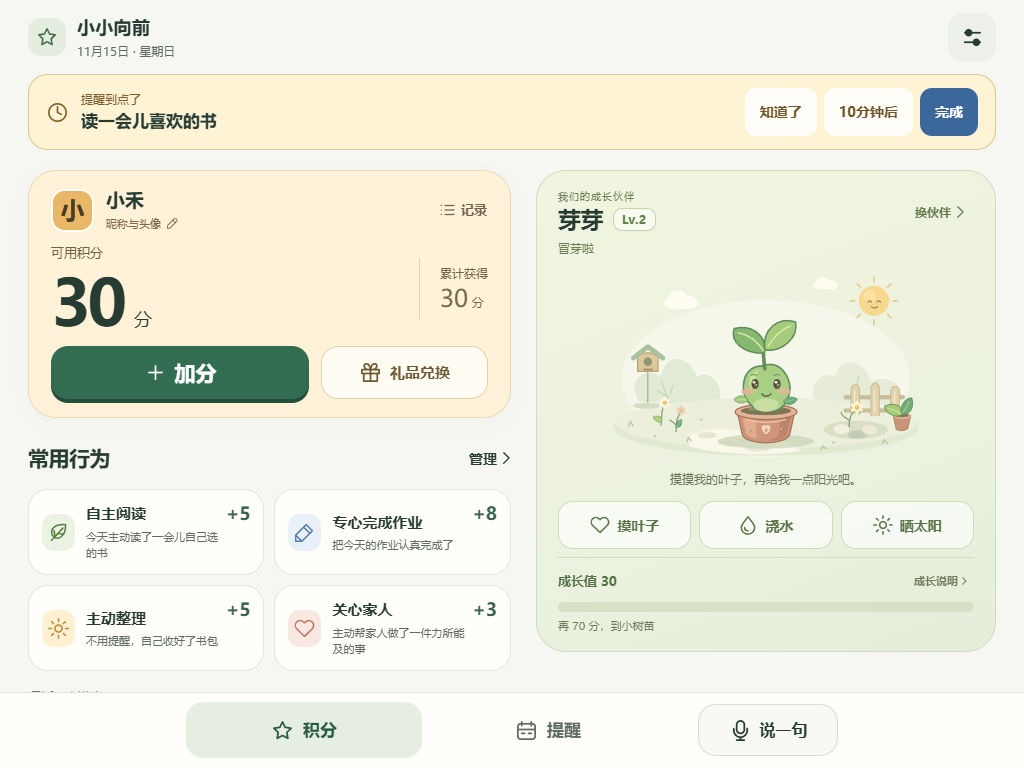 小小向前
11月15日 · 星期日
提醒到点了
读一会儿喜欢的书
知道了
10分钟后
完成
小
小禾
昵称与头像
记录
可用积分
30 分
累计获得
30 分
加分
礼品兑换
常用行为
管理
自主阅读
+5
今天主动读了一会儿自己选
的书
专心完成作业
+8
把今天的作业认真完成了
主动整理
+5
不用提醒，自己收好了书包
关心家人
+3
主动帮家人做了一件力所能
及的事
我们的成长伙伴
芽芽
Lv.2
换伙伴
冒芽啦
摸摸我的叶子，再给我一点阳光吧。
摸叶子
浇水
晒太阳
成长值 30
成长说明
再 70 分，到小树苗
积分
提醒
说一句